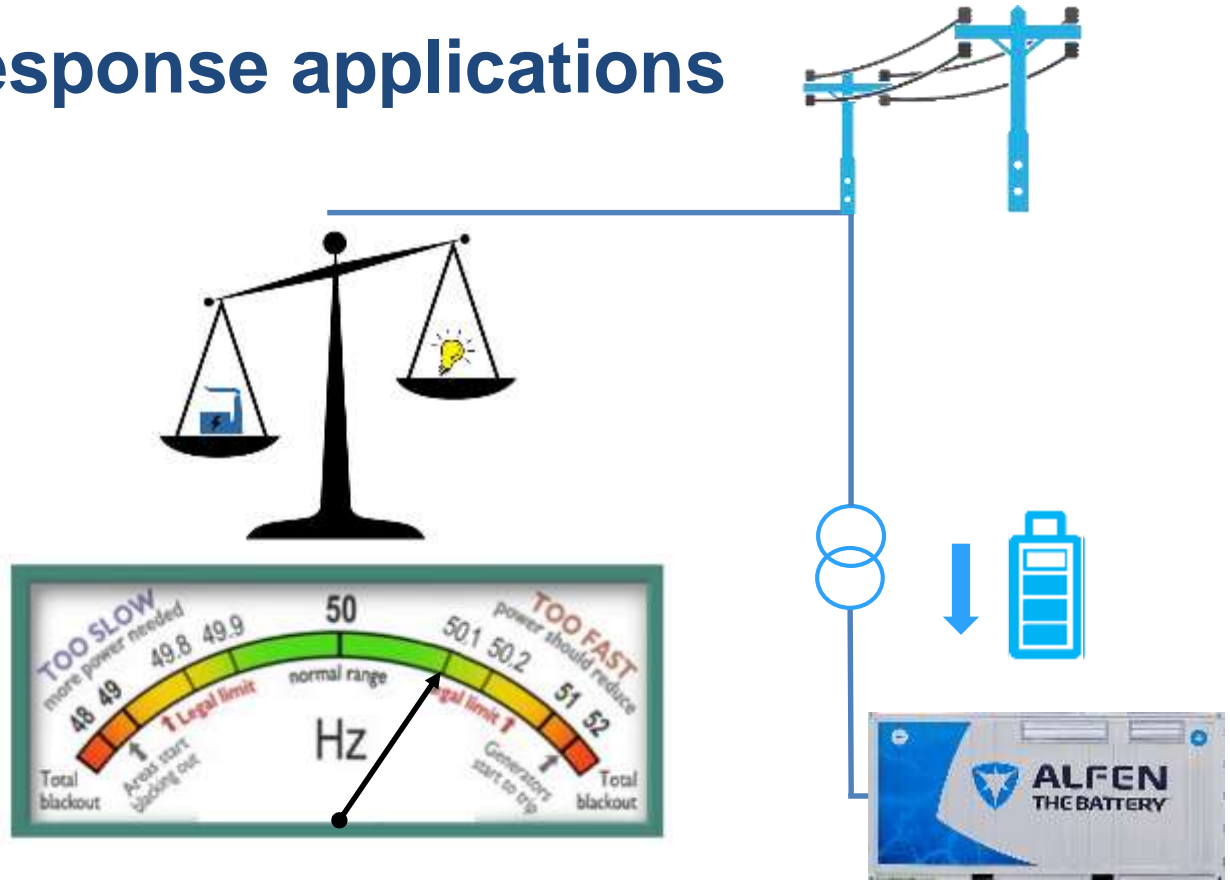 esponse applications
TOO SLOW
more power needed
TOO FAST
power should reduce
48
49
49.8
49.9
50
50.1
50.2
51
52
normal range
Legal limit
egal limit
Areas start
blacking out
Generators
start to trip
Hz
Total
blackout
Total
blackout
ALFEN
THE BATTERY